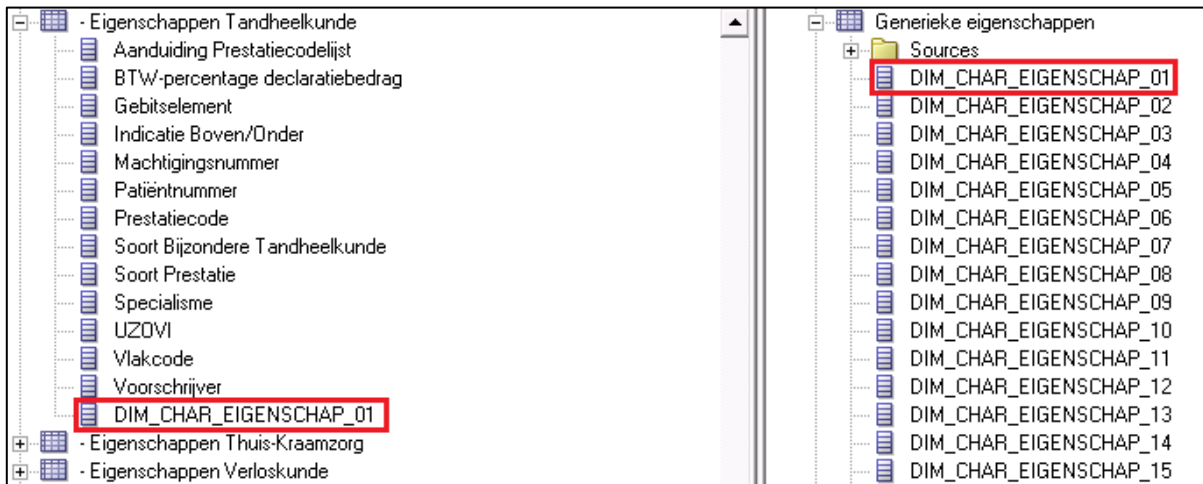 - Eigenschappen Tandheelkunde
Aanduiding Prestatiecodelijst
BTW-percentage declaratiebedrag
Gebitselement
Indicatie Boven/Onder
Machtigingsnummer
Patiëntnummer
Prestatiecode
Soort Bijzondere Tandheelkunde
Soort Prestatie
Specialisme
UZOVI
Vlakcode
Voorschrijver
DIM_CHAR_EIGENSCHAP_01
- Eigenschappen Thuis-Kraamzorg
- Eigenschappen Verloskunde
Generieke eigenschappen
Sources
DIM_CHAR_EIGENSCHAP_01
DIM_CHAR_EIGENSCHAP_02
DIM_CHAR_EIGENSCHAP_03
DIM_CHAR_EIGENSCHAP_04
DIM_CHAR_EIGENSCHAP_05
DIM_CHAR_EIGENSCHAP_06
DIM_CHAR_EIGENSCHAP_07
DIM_CHAR_EIGENSCHAP_08
DIM_CHAR_EIGENSCHAP_09
DIM_CHAR_EIGENSCHAP_10
DIM_CHAR_EIGENSCHAP_11
DIM_CHAR_EIGENSCHAP_12
DIM_CHAR_EIGENSCHAP_13
DIM_CHAR_EIGENSCHAP_14
DIM_CHAR_EIGENSCHAP_15